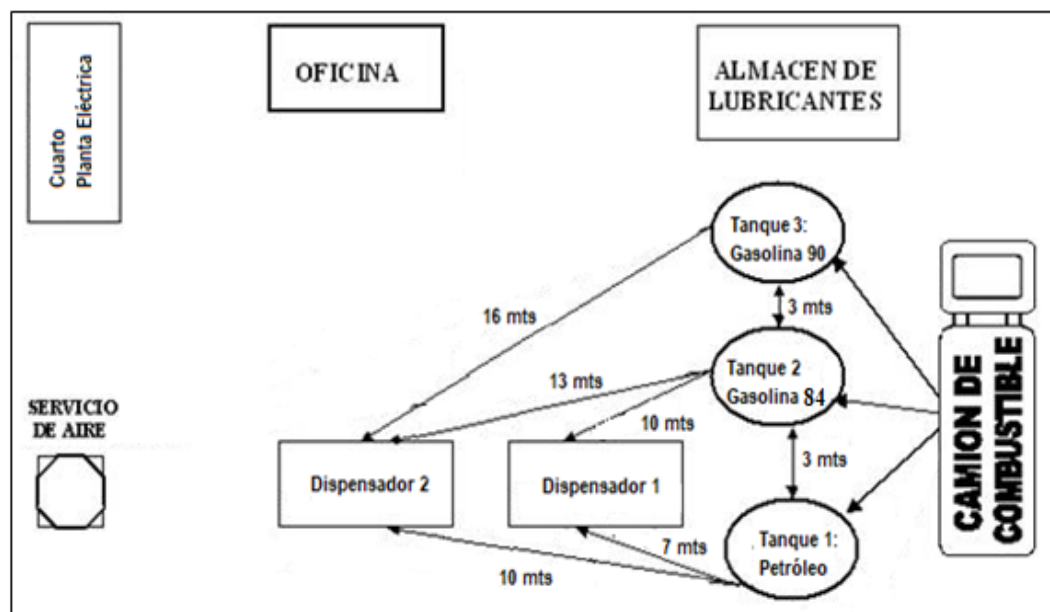 Cuarto
Planta Eléctrica
OFICINA
ALMACEN DE
LUBRICANTES
Tanque 3:
Gasolina 90
16 mts
3 mts
Tanque 2
Gasolina 84
13 mts
10 mts
SERVICIO
DE AIRE
Dispensador 2
Dispensador 1
3 mts
7 mts
10 mts
Tanque 1:
Petróleo
CAMION DE
COMBUSTIBLE